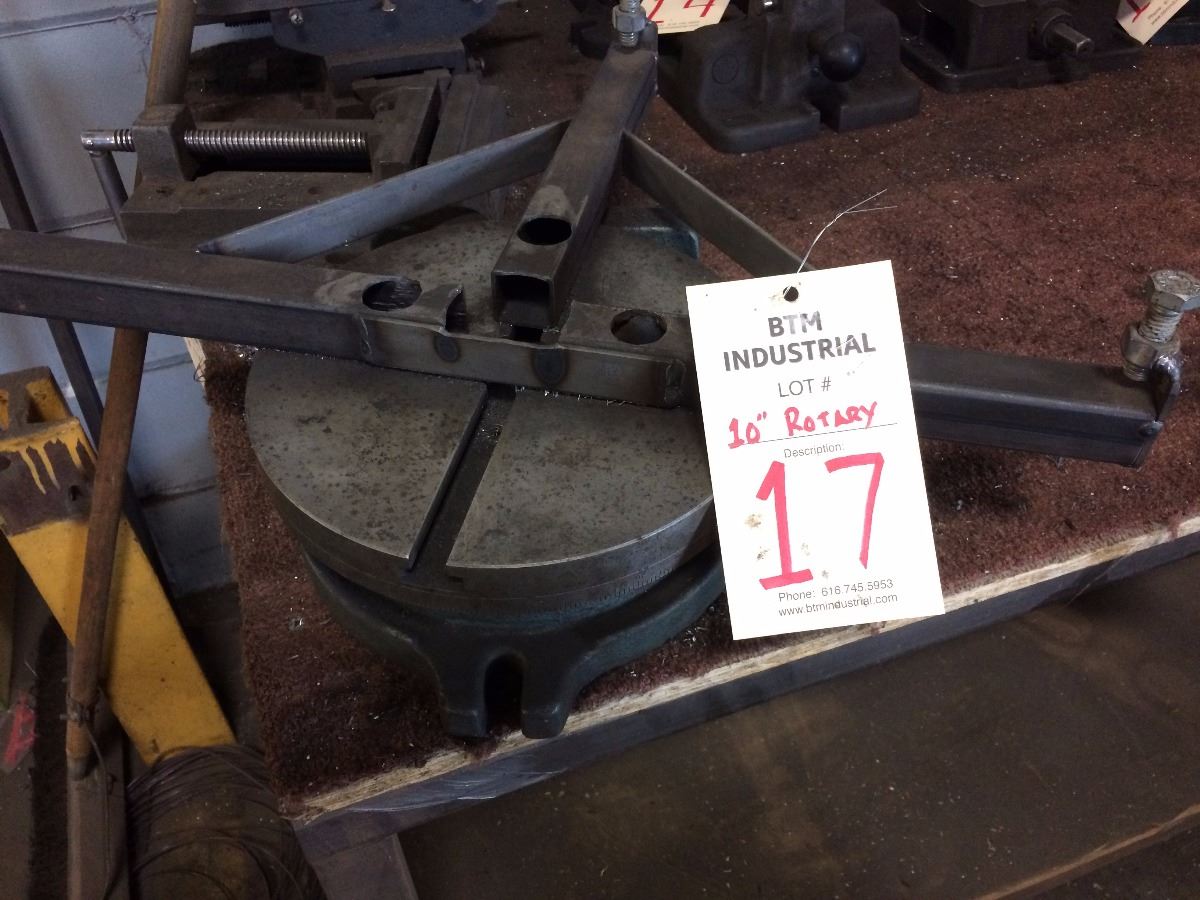 BTM
INDUSTRIAL
LOT #
10" ROTARY
Description:
17
Phone: 616.745.5953
www.btmindustrial.com